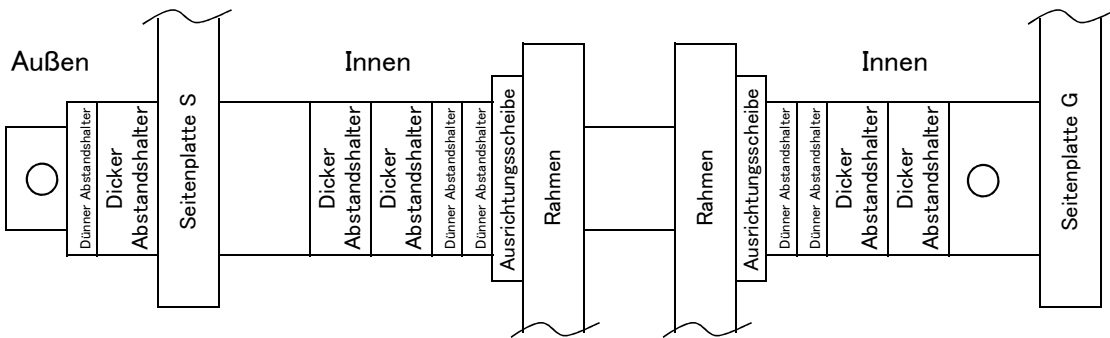 Außen
Innen
Innen
Dünner Abstandshalter
Dicker
Abstandshalter
Seitenplatte S
Dicker
Abstandshalter
Dicker
Abstandshalter
Dünner Abstandshalter
Dünner Abstandshalter
Ausrichtungsscheibe
Rahmen
Rahmen
Ausrichtungsscheibe
Dünner Abstandshalter
Dünner Abstandshalter
Dicker
Abstandshalter
Dicker
Abstandshalter
Seitenplatte G